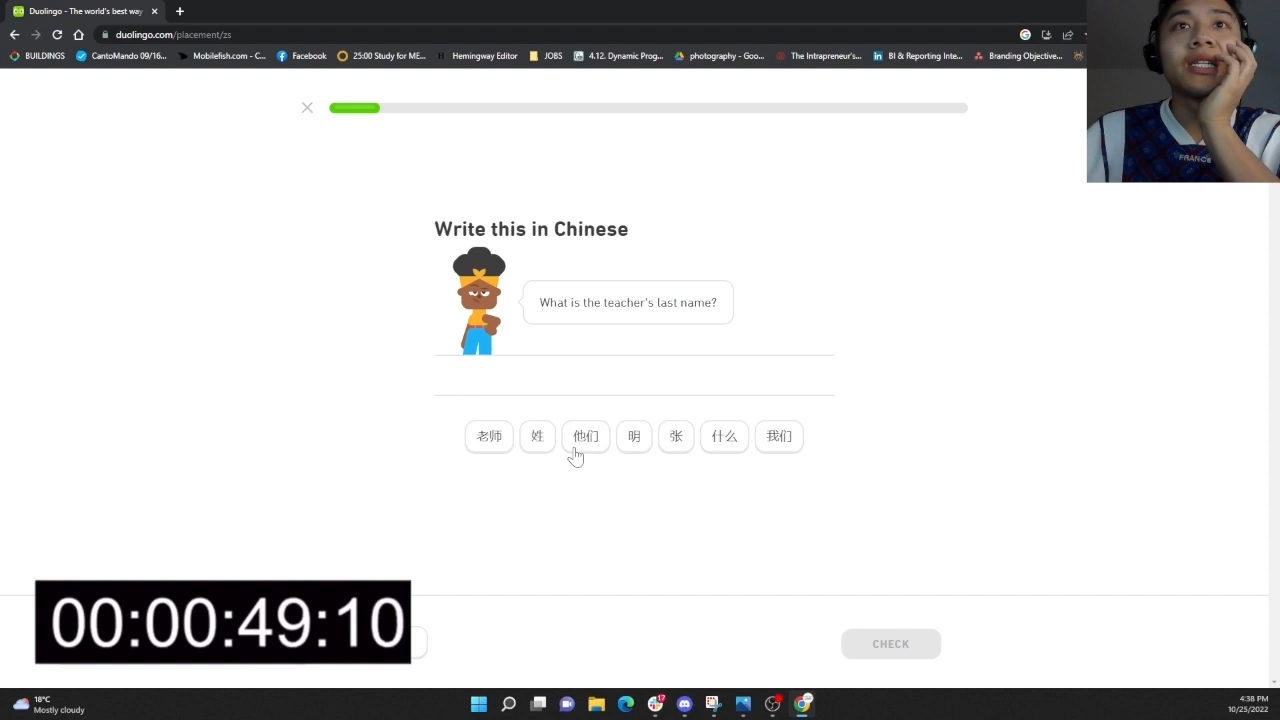 Duolingo - The world's best way
duolingo.com/placement/zs
BUILDINGS
CantoMando 09/16...
Mobilefish.com - C...
Facebook
25:00 Study for ME...
H Hemingway Editor
JOBS
4.12. Dynamic Prog...
photography - Goo...
The Intrapreneur's...
BI & Reporting Inte...
Branding Objective...
FRANCE
Write this in Chinese
What is the teacher's last name?
老师 姓 他们 明 张 什么 我们
00:00:49:10
CHECK
18°C
Mostly cloudy
17
4:38 PM
10/25/2022